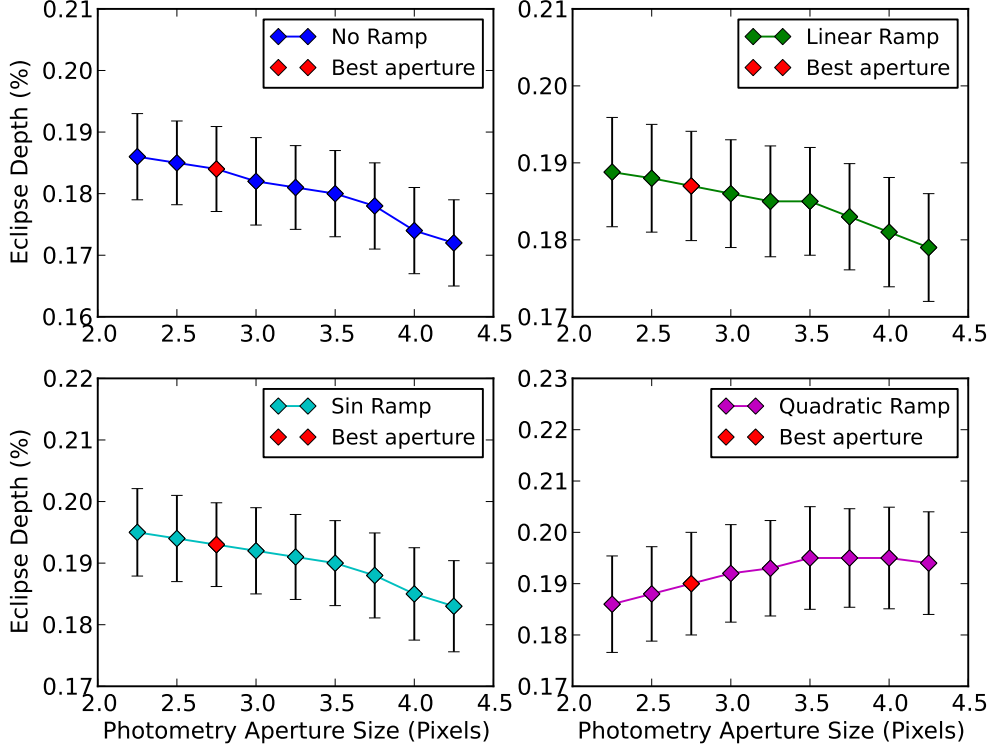 0.21
0.20
0.19
0.18
0.17
0.16
Eclipse Depth (%)
No Ramp
Best aperture
2.0 2.5 3.0 3.5 4.0 4.5
0.21
0.20
0.19
0.18
0.17
Linear Ramp
Best aperture
2.0 2.5 3.0 3.5 4.0 4.5
0.22
0.21
0.20
0.19
0.18
0.17
Eclipse Depth (%)
Sin Ramp
Best aperture
2.0 2.5 3.0 3.5 4.0 4.5
Photometry Aperture Size (Pixels)
0.23
0.22
0.21
0.20
0.19
0.18
0.17
Quadratic Ramp
Best aperture
2.0 2.5 3.0 3.5 4.0 4.5
Photometry Aperture Size (Pixels)